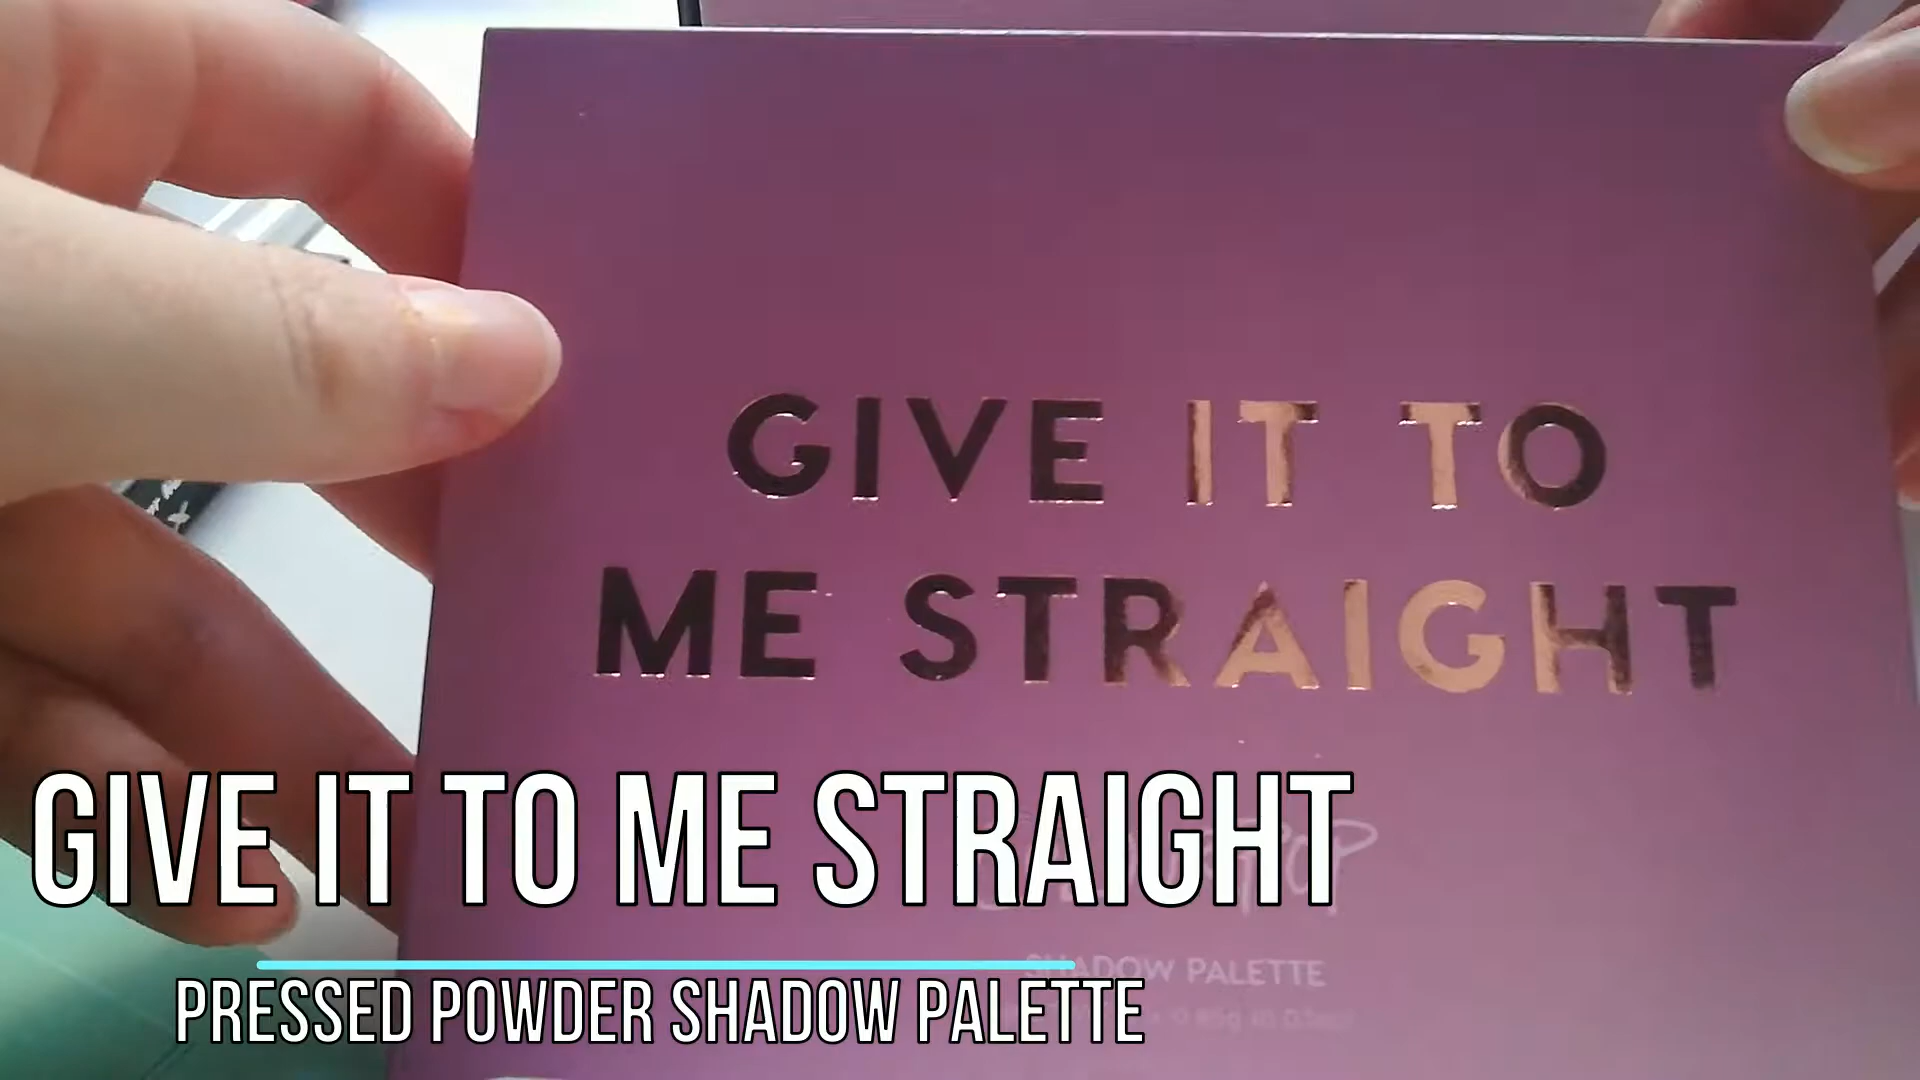 GIVE IT TO
ME STRAIGHT
GIVE IT TO ME STRAIGHT
SHADOW PALETTE
PRESSED POWDER SHADOW PALETTE